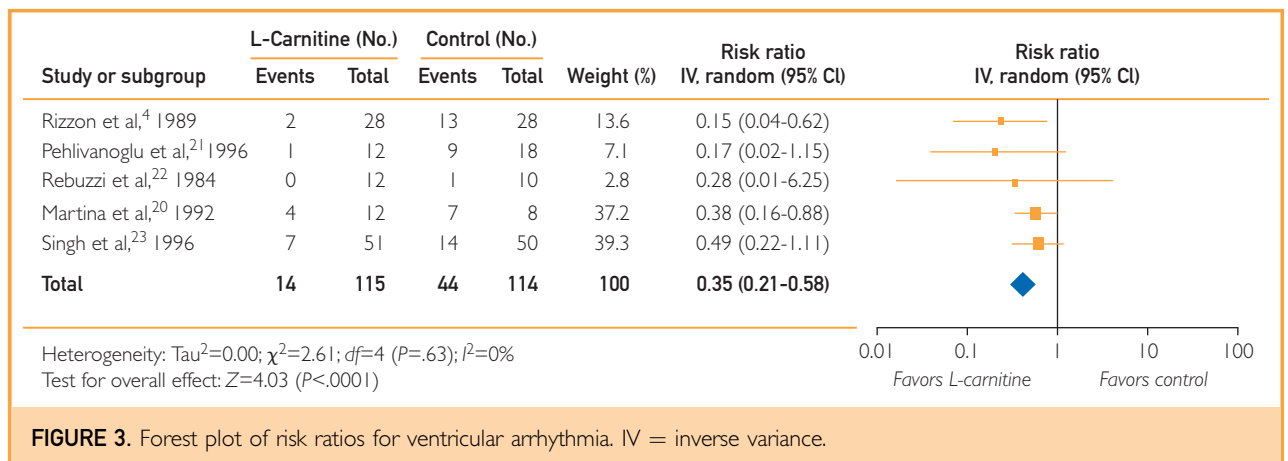 L-Carnitine (No.) Control (No.) Risk ratio Risk ratio
Study or subgroup Events Total Events Total Weight (%) IV, random (95% CI) IV, random (95% CI)
Rizzon et al,⁴ 1989 2 28 13 28 13.6 0.15 (0.04-0.62)
Pehlivanoglu et al,²¹ 1996 1 12 9 18 7.1 0.17 (0.02-1.15)
Rebuzzi et al,²² 1984 0 12 1 10 2.8 0.28 (0.01-6.25)
Martina et al,²⁰ 1992 4 12 7 8 37.2 0.38 (0.16-0.88)
Singh et al,²³ 1996 7 51 14 50 39.3 0.49 (0.22-1.11)
Total 14 115 44 114 100 0.35 (0.21-0.58)
Heterogeneity: Tau²=0.00; χ²=2.61; df=4 (P=.63); I²=0%
Test for overall effect: Z=4.03 (P<.0001)
0.01 0.1 1 10 100
Favors L-carnitine Favors control
FIGURE 3. Forest plot of risk ratios for ventricular arrhythmia. IV = inverse variance.